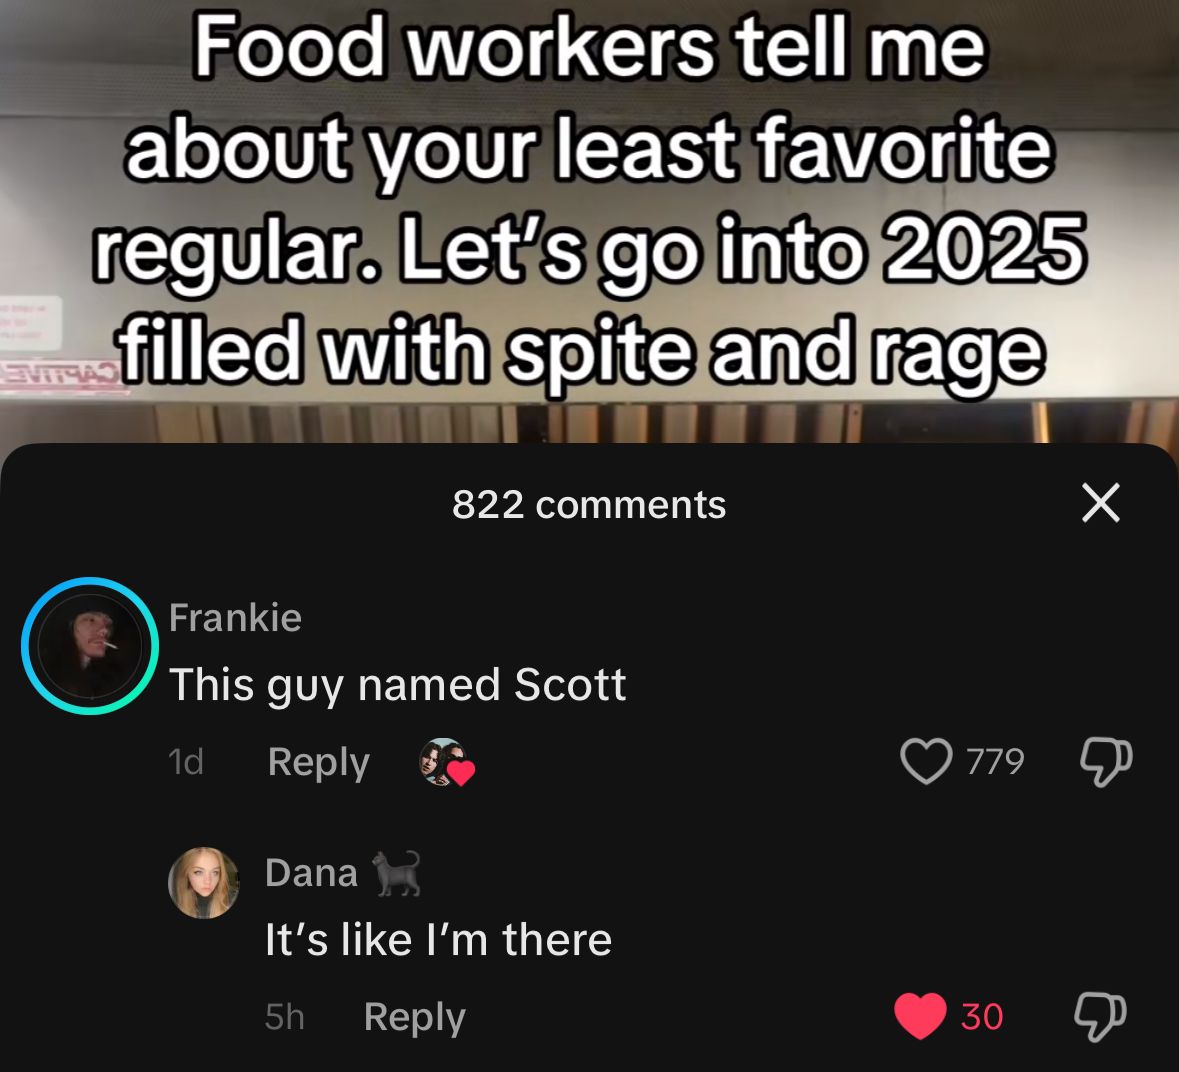 Food workers tell me
about your least favorite
regular. Let’s go into 2025
filled with spite and rage
CAPTIVE
822 comments
Frankie
This guy named Scott
1d Reply 779
Dana 🐈‍⬛
It’s like I’m there
5h Reply 30